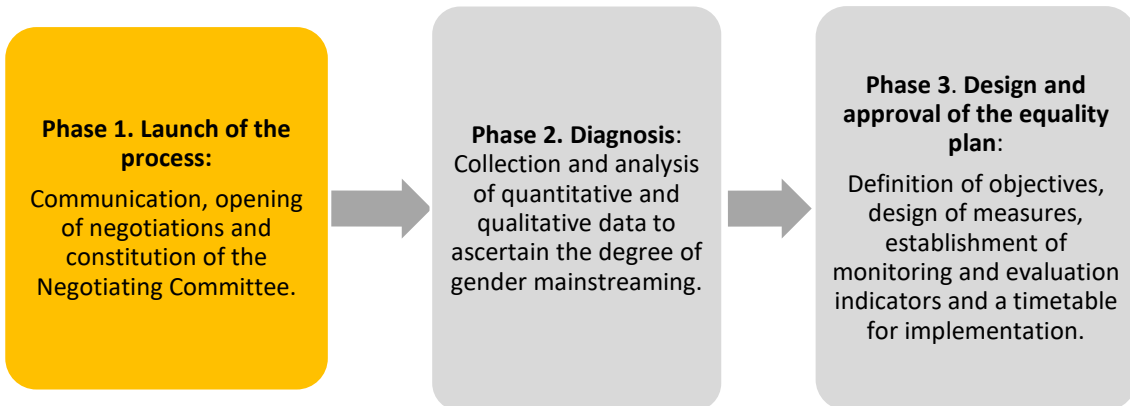 Phase 1. Launch of the
process:
Communication, opening
of negotiations and
constitution of the
Negotiating Committee.
Phase 2. Diagnosis:
Collection and analysis
of quantitative and
qualitative data to
ascertain the degree of
gender mainstreaming.
Phase 3. Design and
approval of the equality
plan:
Definition of objectives,
design of measures,
establishment of
monitoring and evaluation
indicators and a timetable
for implementation.